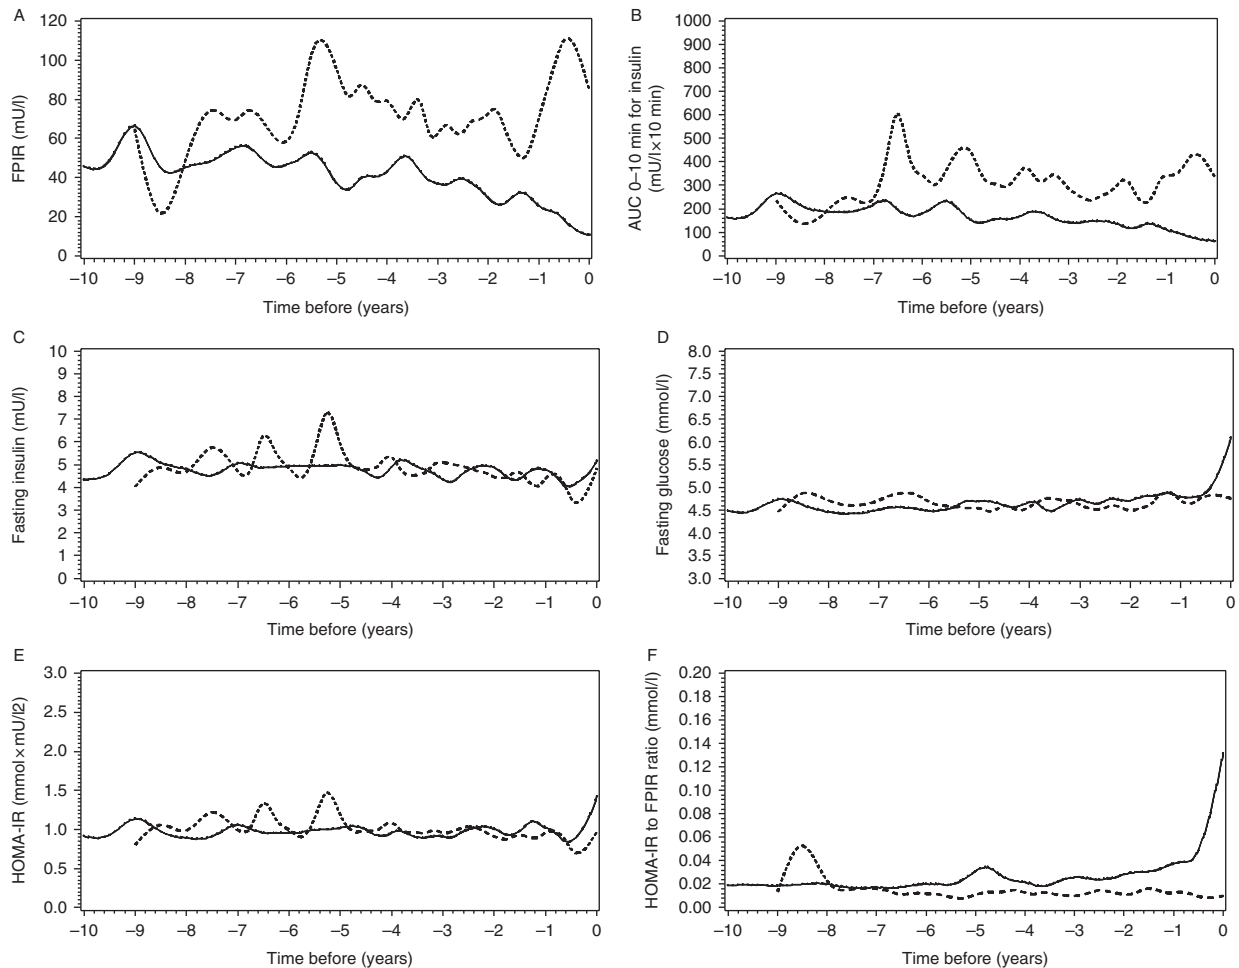 A
FPIR (mU/l)
120
100
80
60
40
20
0
–10 –9 –8 –7 –6 –5 –4 –3 –2 –1 0
Time before (years)
B
AUC 0–10 min for insulin
(mU/l×10 min)
1000
900
800
700
600
500
400
300
200
100
0
–10 –9 –8 –7 –6 –5 –4 –3 –2 –1 0
Time before (years)
C
Fasting insulin (mU/l)
10
9
8
7
6
5
4
3
2
1
0
–10 –9 –8 –7 –6 –5 –4 –3 –2 –1 0
Time before (years)
D
Fasting glucose (mmol/l)
8.0
7.5
7.0
6.5
6.0
5.5
5.0
4.5
4.0
3.5
3.0
–10 –9 –8 –7 –6 –5 –4 –3 –2 –1 0
Time before (years)
E
HOMA-IR (mmol×mU/l2)
3.0
2.5
2.0
1.5
1.0
0.5
0.0
–10 –9 –8 –7 –6 –5 –4 –3 –2 –1 0
Time before (years)
F
HOMA-IR to FPIR ratio (mmol/l)
0.20
0.18
0.16
0.14
0.12
0.10
0.08
0.06
0.04
0.02
0.00
–10 –9 –8 –7 –6 –5 –4 –3 –2 –1 0
Time before (years)